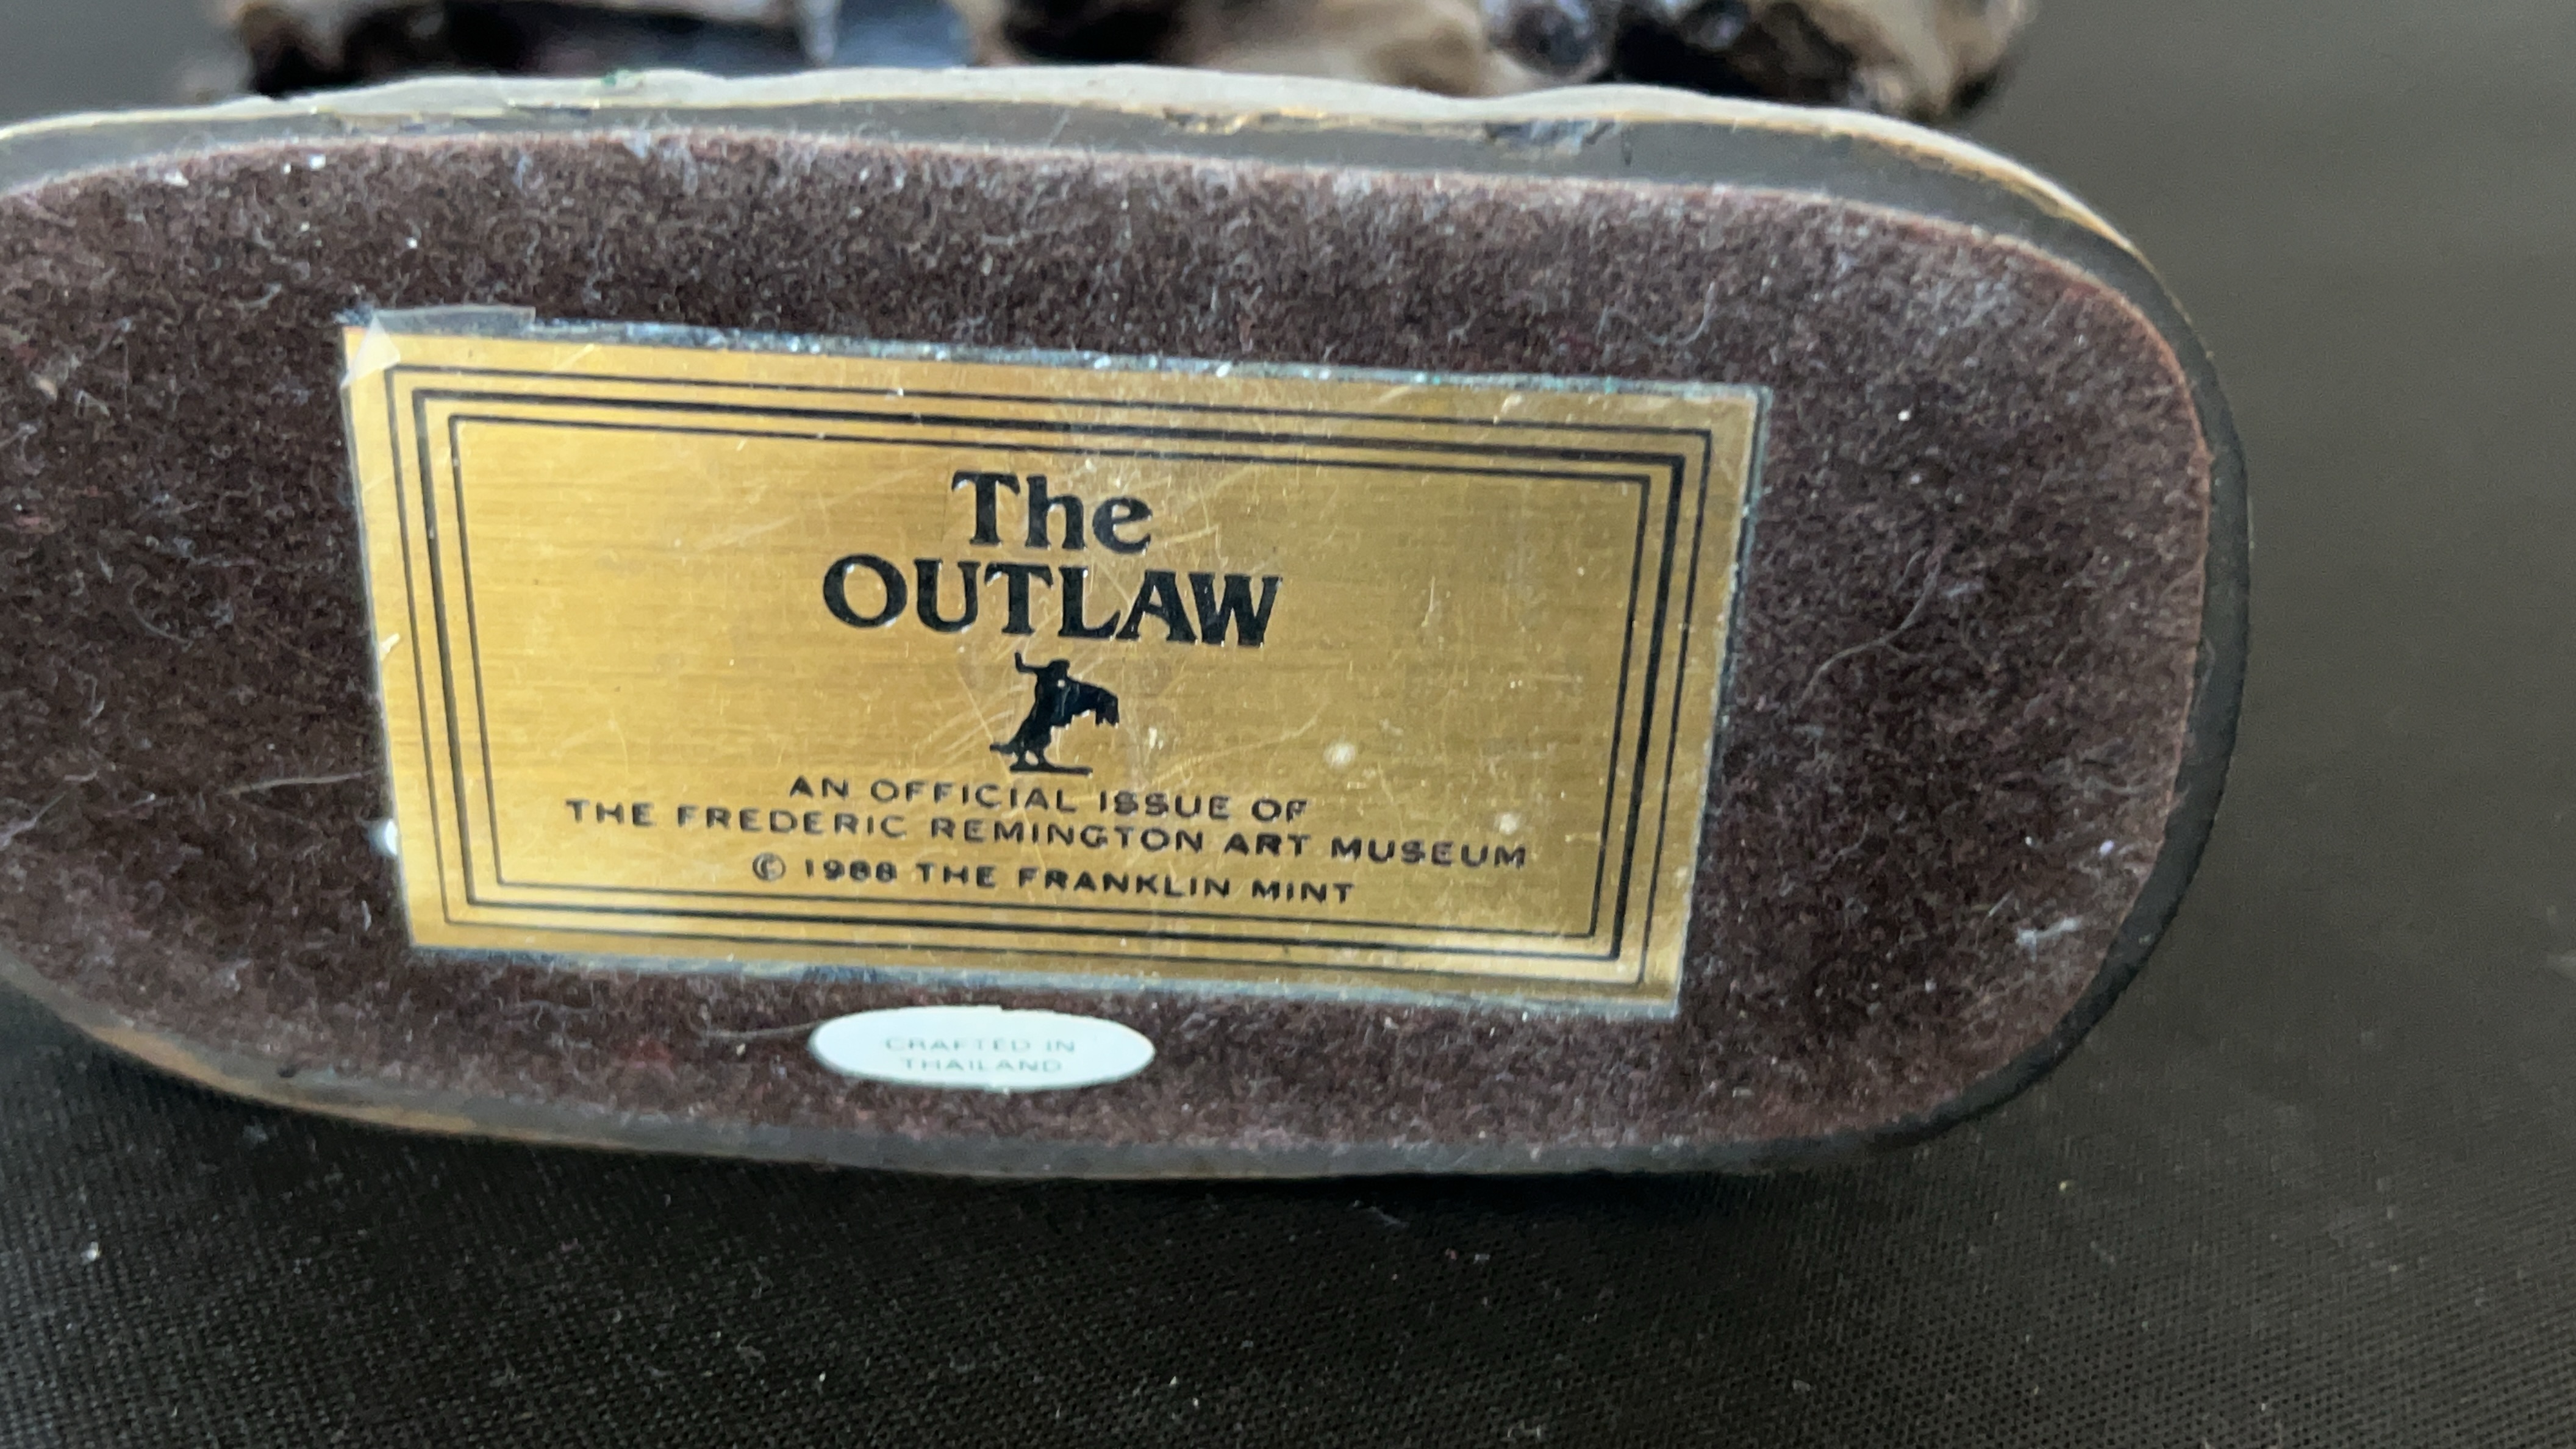 The
OUTLAW
AN OFFICIAL ISSUE OF
THE FREDERIC REMINGTON ART MUSEUM
© 1988 THE FRANKLIN MINT
CRAFTED IN
THAILAND